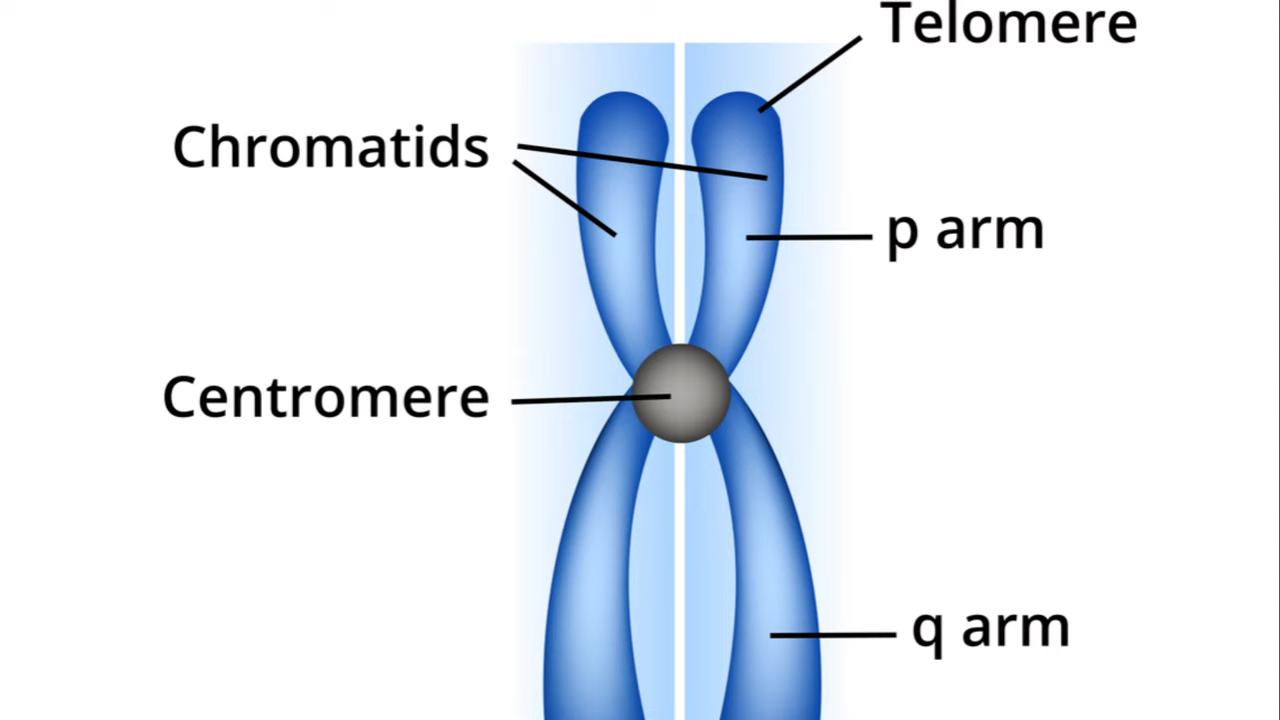 Telomere
Chromatids
p arm
Centromere
q arm